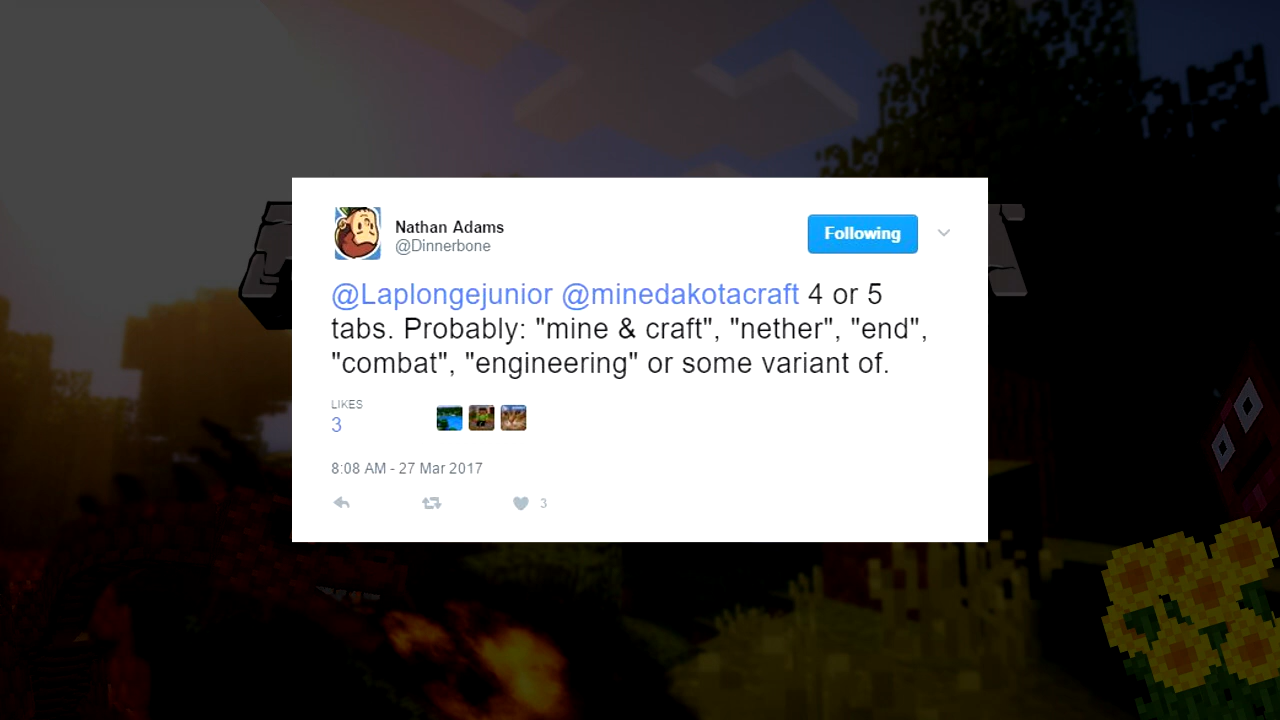 Nathan Adams
@Dinnerbone
Following
@Laplongejunior @minedakotacraft 4 or 5
tabs. Probably: "mine & craft", "nether", "end",
"combat", "engineering" or some variant of.
LIKES
3
8:08 AM - 27 Mar 2017
3